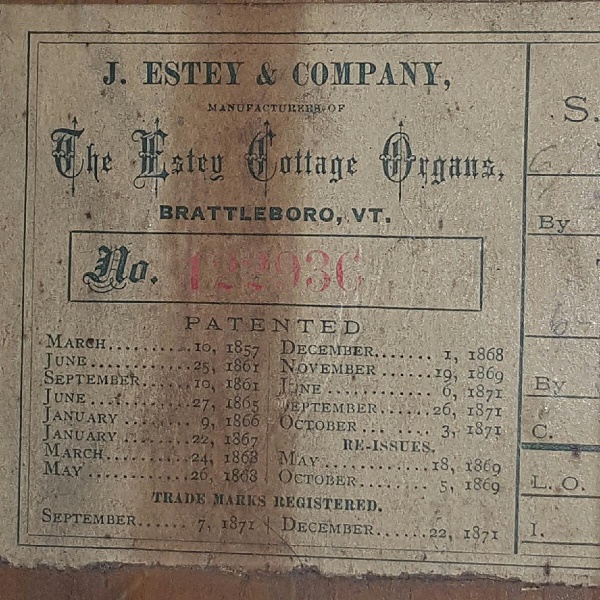 J. ESTEY & COMPANY,
MANUFACTURERS OF
The Estey Cottage Organs,
BRATTLEBORO, VT.
No. 122936
PATENTED
MARCH.............10, 1857
JUNE................25, 1861
SEPTEMBER........10, 1861
JUNE................27, 1865
JANUARY ............9, 1866
JANUARY ...........22, 1867
MARCH.............24, 1868
MAY ................26, 1868
DECEMBER....... 1, 1868
NOVEMBER .......19, 1869
JUNE ............... 6, 1871
SEPTEMBER......26, 1871
OCTOBER... ..... 3, 1871
RE-ISSUES.
MAY ...............18, 1869
OCTOBER.......... 5, 1869
TRADE MARKS REGISTERED.
SEPTEMBER...... 7, 1871
DECEMBER.......22, 1871
S.
By
6
By
C.
L. O.
I.